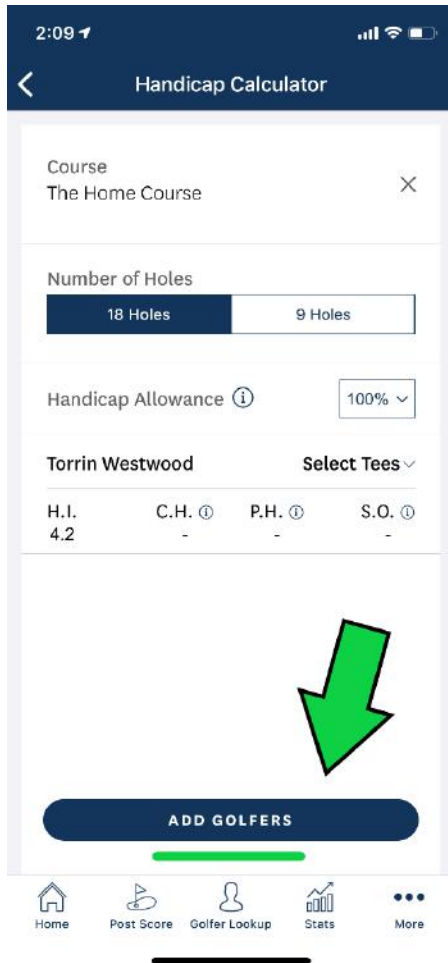 2:09
Handicap Calculator
Course
The Home Course
Number of Holes
18 Holes 9 Holes
Handicap Allowance 100%
Torrin Westwood Select Tees
H.I. C.H. P.H. S.O.
4.2 - - -
ADD GOLFERS
Home Post Score Golfer Lookup Stats More